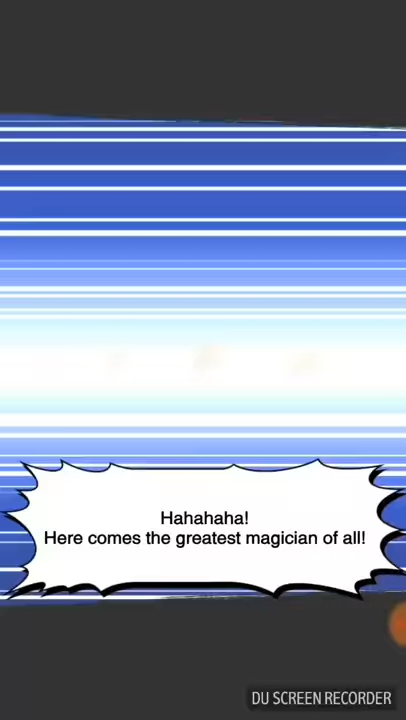 Hahahaha!
Here comes the greatest magician of all!
DU SCREEN RECORDER